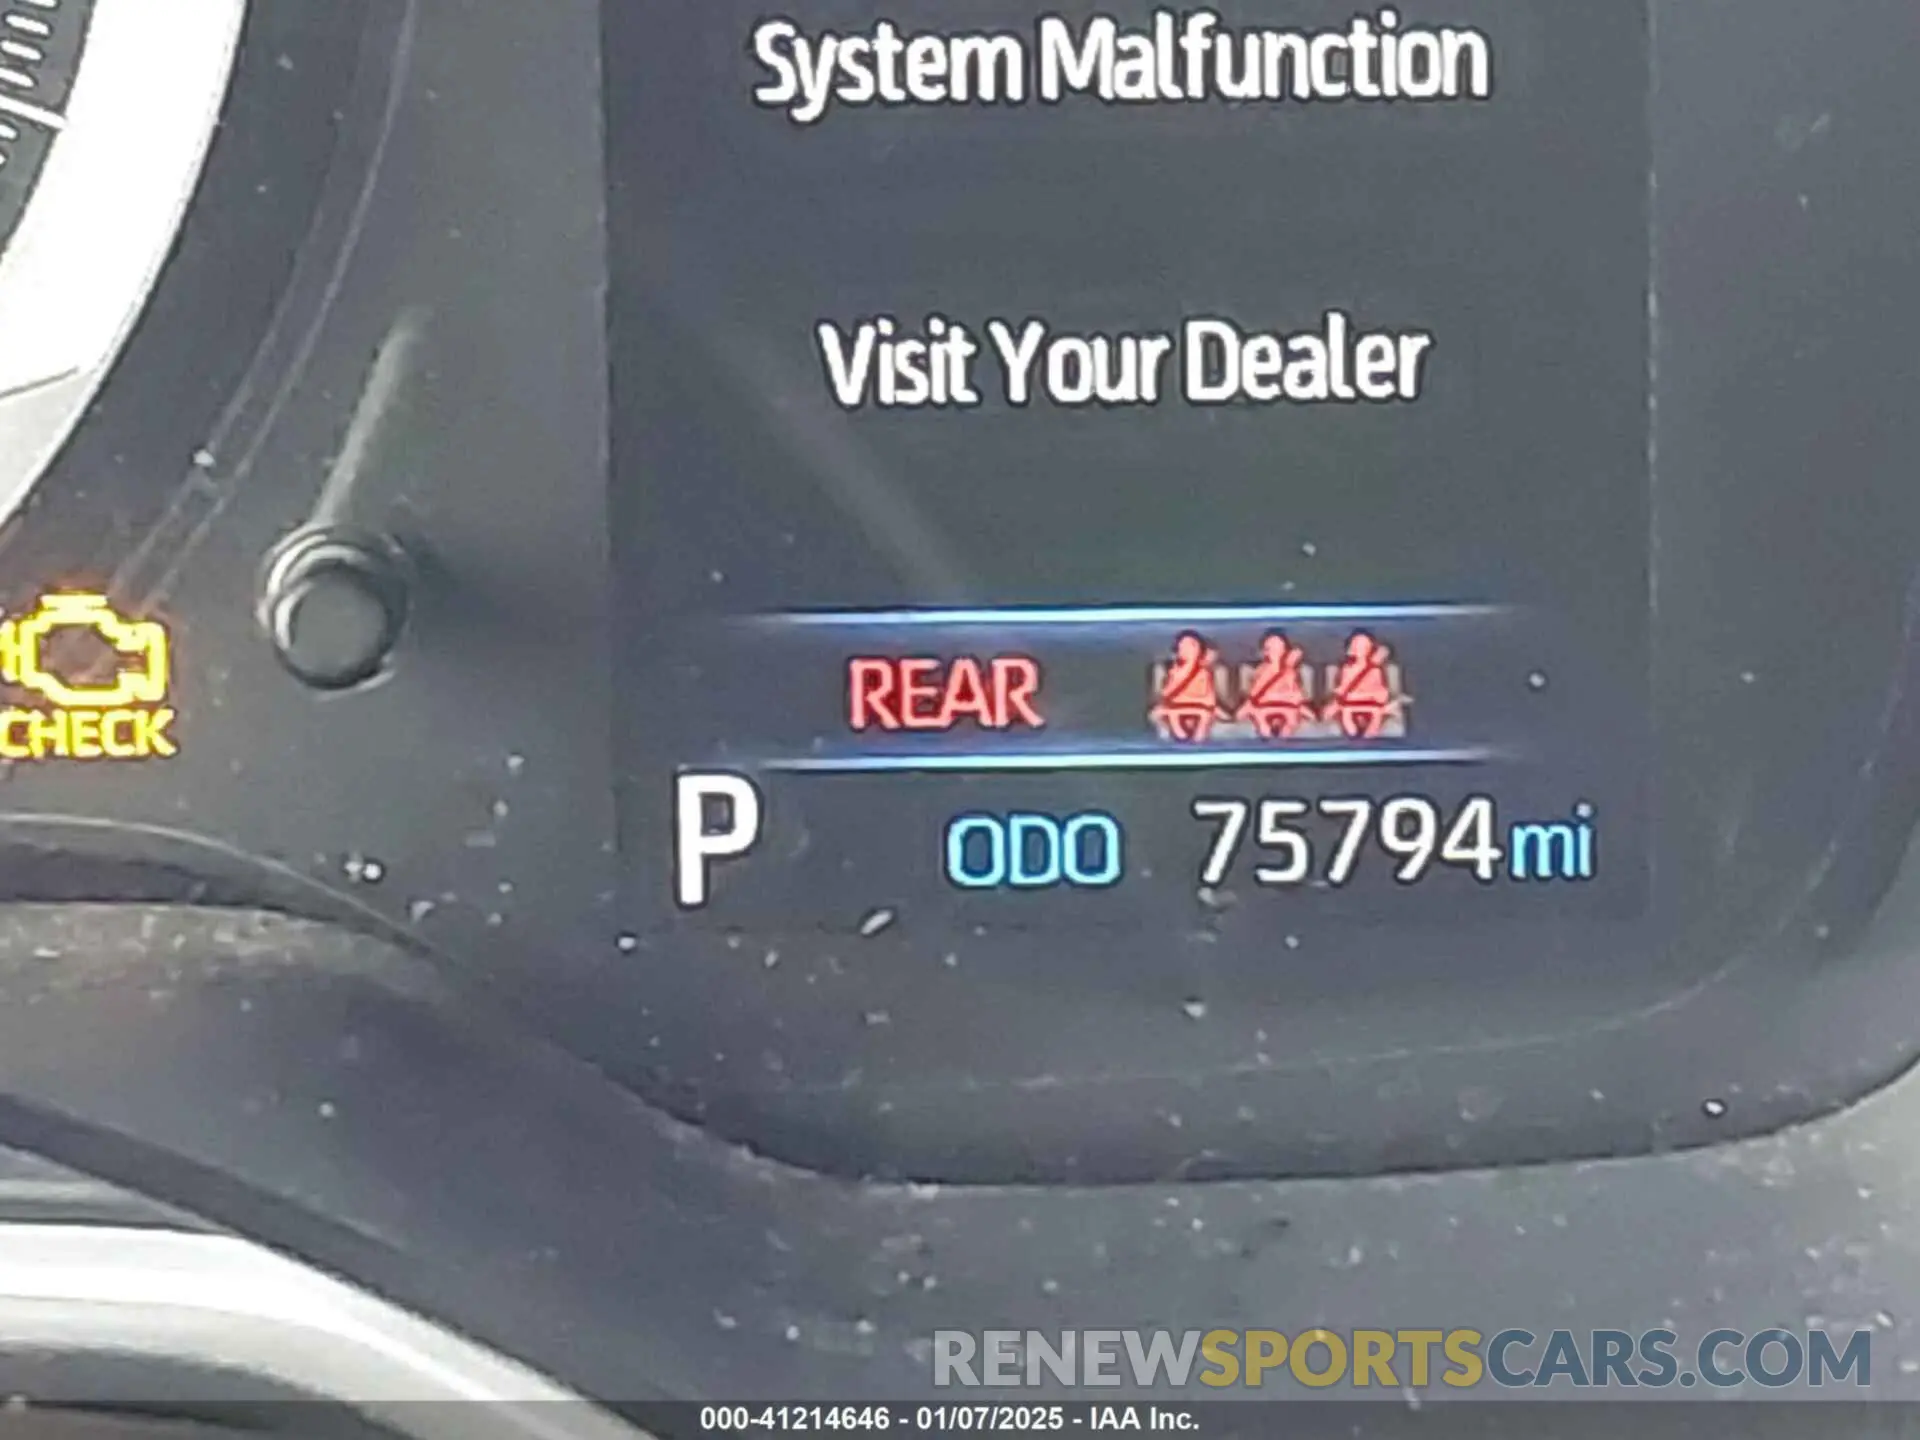 System Malfunction
Visit Your Dealer
CHECK
REAR
P ODO 75794mi
RENEWSPORTSCARS.COM
000-41214646 - 01/07/2025 - IAA Inc.